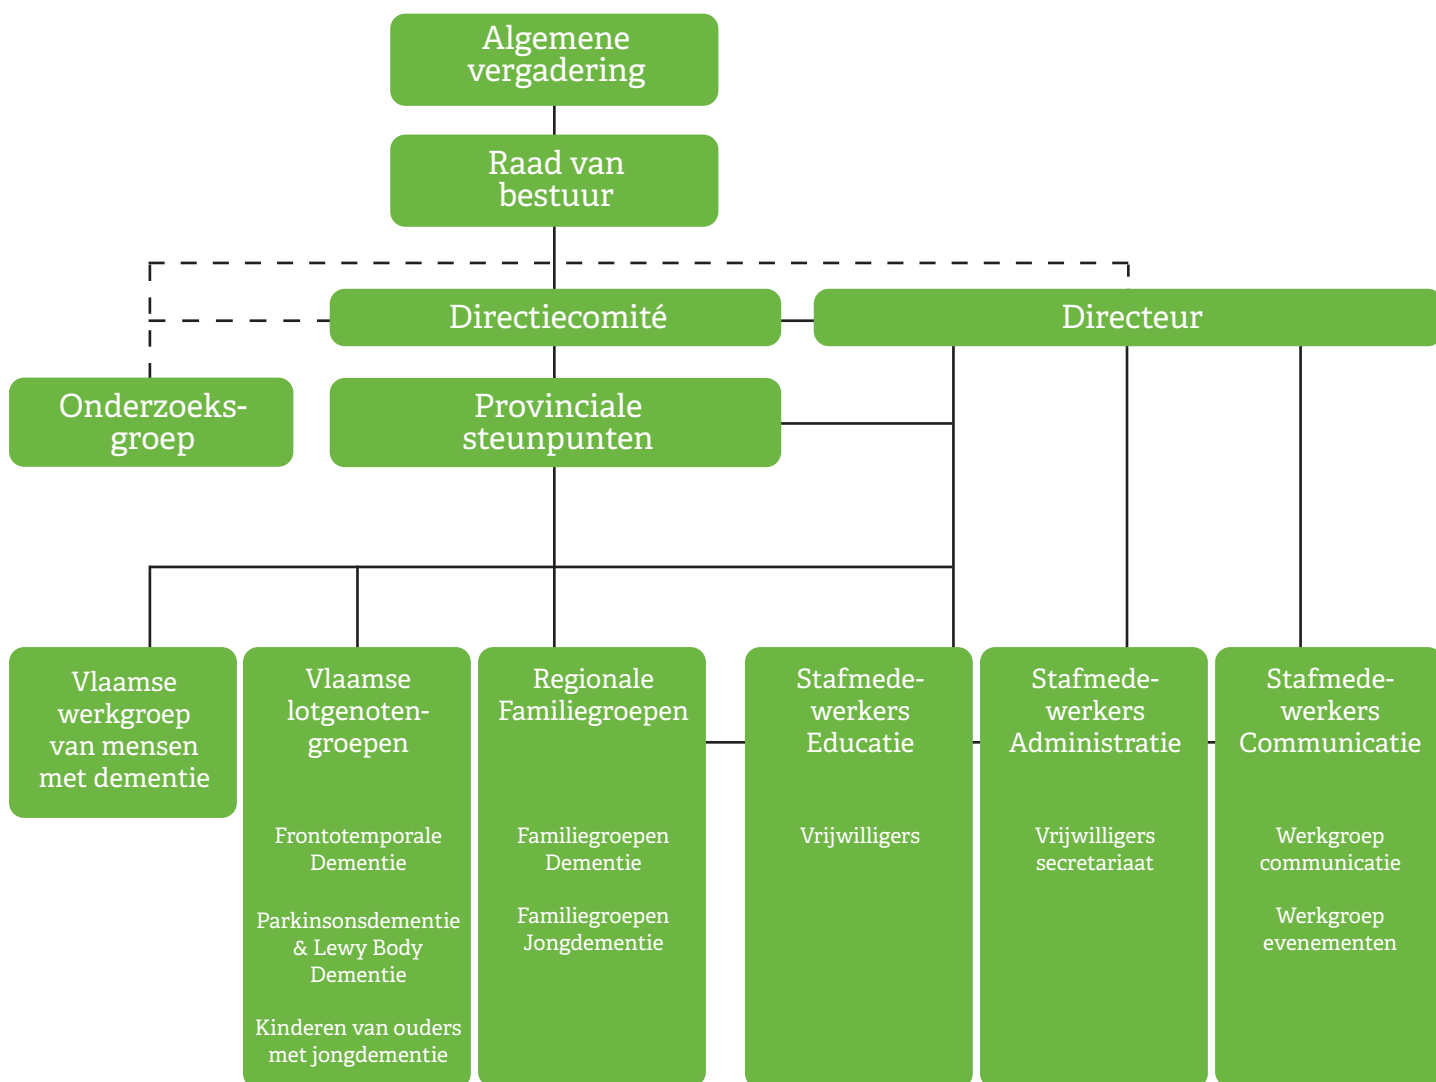 Algemene
vergadering
Raad van
bestuur
Directiecomité
Directeur
Onderzoeks-
groep
Provinciale
steunpunten
Vlaamse
werkgroep
van mensen
met dementie
Vlaamse
lotgenoten-
groepen
Frontotemporale
Dementie
Parkinsonsdementie
& Lewy Body
Dementie
Kinderen van ouders
met jongdementie
Regionale
Familiegroepen
Familiegroepen
Dementie
Familiegroepen
Jongdementie
Stafmede-
werkers
Educatie
Vrijwilligers
Stafmede-
werkers
Administratie
Vrijwilligers
secretariaat
Stafmede-
werkers
Communicatie
Werkgroep
communicatie
Werkgroep
evenementen